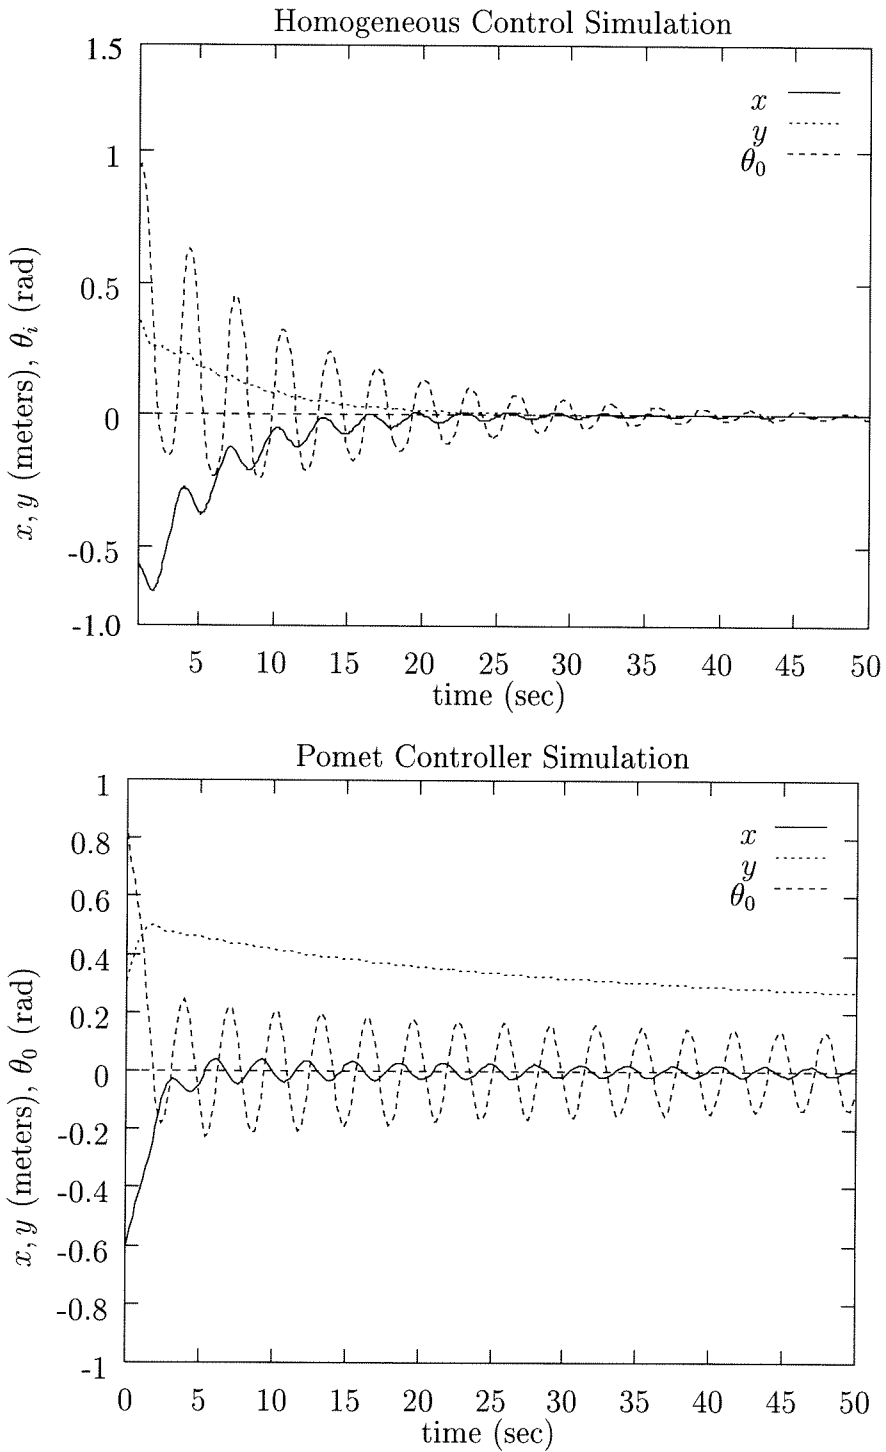 Homogeneous Control Simulation
1.5
1
0.5
0
-0.5
-1.0
x, y (meters), θᵢ (rad)
x
y
θ₀
5 10 15 20 25 30 35 40 45 50
time (sec)
Pomet Controller Simulation
1
0.8
0.6
0.4
0.2
0
-0.2
-0.4
-0.6
-0.8
-1
x, y (meters), θ₀ (rad)
x
y
θ₀
0 5 10 15 20 25 30 35 40 45 50
time (sec)